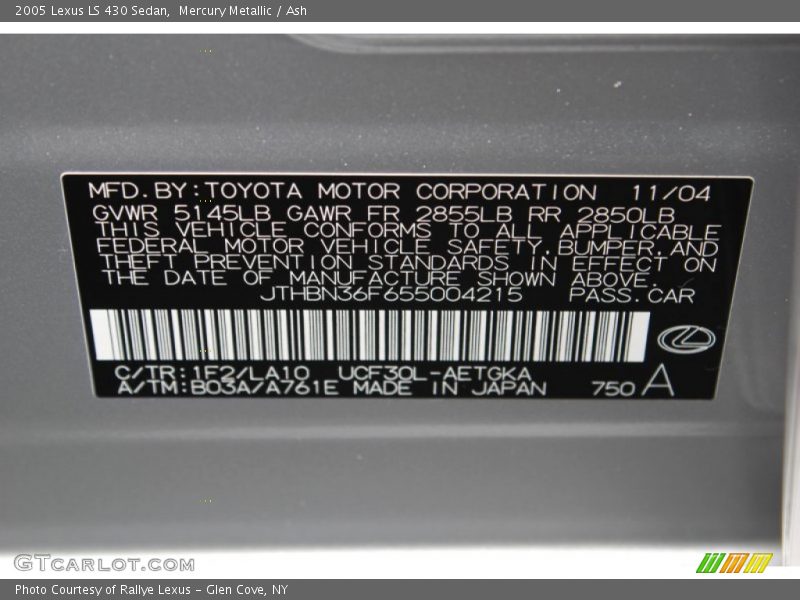 2005 Lexus LS 430 Sedan,  Mercury Metallic / Ash
MFD. BY: TOYOTA MOTOR CORPORATION 11/04
GVWR 5145LB GAWR FR 2855LB RR 2850LB
THIS VEHICLE CONFORMS TO ALL APPLICABLE
FEDERAL MOTOR VEHICLE SAFETY, BUMPER, AND
THEFT PREVENTION STANDARDS IN EFFECT ON
THE DATE OF MANUFACTURE SHOWN ABOVE.
JTHBN36F655004215 PASS. CAR
C/TR: 1F2/LA10 UCF30L-AETGKA
A/TM: B03A/A761E MADE IN JAPAN 750 A
GTCARLOT.COM
Photo Courtesy of Rallye Lexus - Glen Cove, NY